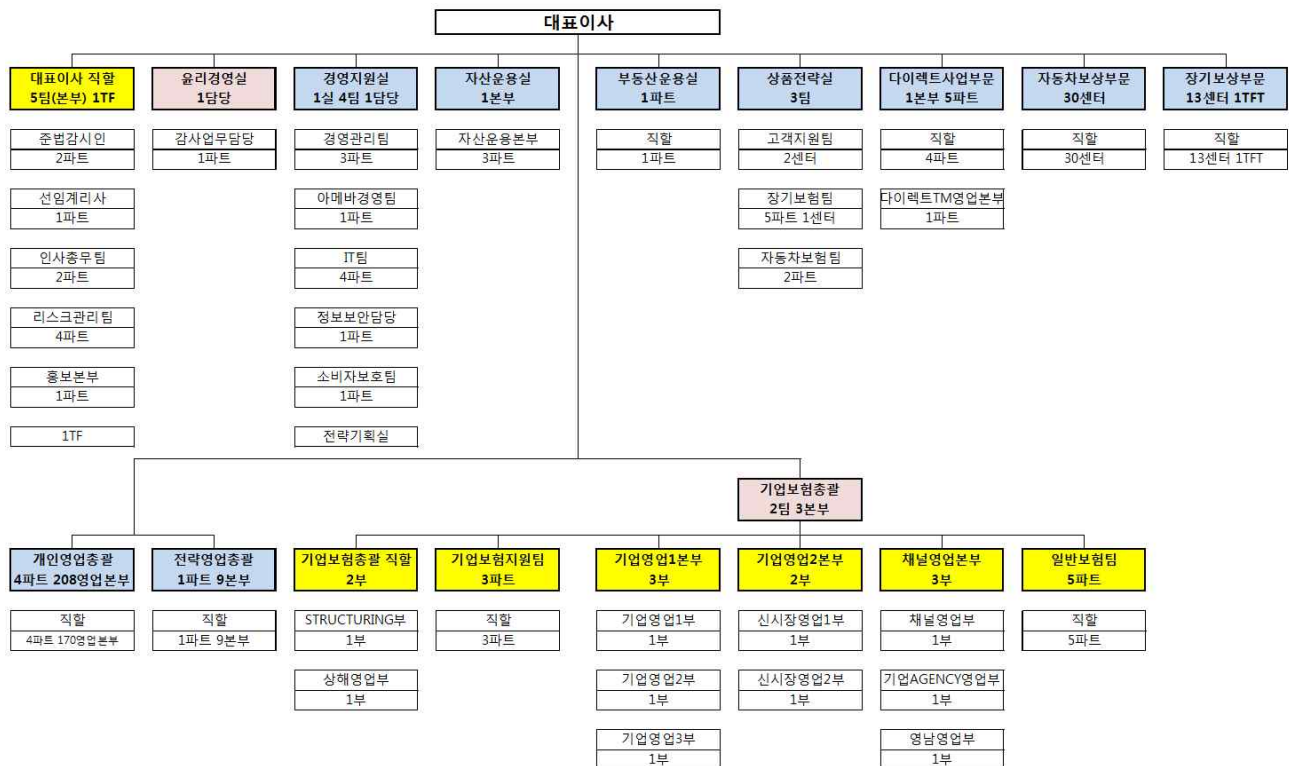 대표이사
대표이사 직할
5팀(본부) 1TF
윤리경영실
1담당
경영지원실
1실 4팀 1담당
자산운용실
1본부
부동산운용실
1파트
상품전략실
3팀
다이렉트사업부문
1본부 5파트
자동차보상부문
30센터
장기보상부문
13센터 1TFT
준법감시인
2파트
감사업무담당
1파트
경영관리팀
3파트
자산운용본부
3파트
직할
1파트
고객지원팀
2센터
직할
4파트
직할
30센터
직할
13센터 1TFT
선임계리사
1파트
아메바경영팀
1파트
장기보험팀
5파트 1센터
다이렉트TM영업본부
1파트
인사총무팀
2파트
IT팀
4파트
자동차보험팀
2파트
리스크관리팀
4파트
정보보안담당
1파트
홍보본부
1파트
소비자보호팀
1파트
1TF
전략기획실
기업보험총괄
2팀 3본부
개인영업총괄
4파트 208영업본부
전략영업총괄
1파트 9본부
기업보험총괄 직할
2부
기업보험지원팀
3파트
기업영업1본부
3부
기업영업2본부
2부
채널영업본부
3부
일반보험팀
5파트
직할
4파트 170영업본부
직할
1파트 9본부
STRUCTURING부
1부
직할
3파트
기업영업1부
1부
신시장영업1부
1부
채널영업부
1부
직할
5파트
상해영업부
1부
기업영업2부
1부
신시장영업2부
1부
기업AGENCY영업부
1부
기업영업3부
1부
영남영업부
1부